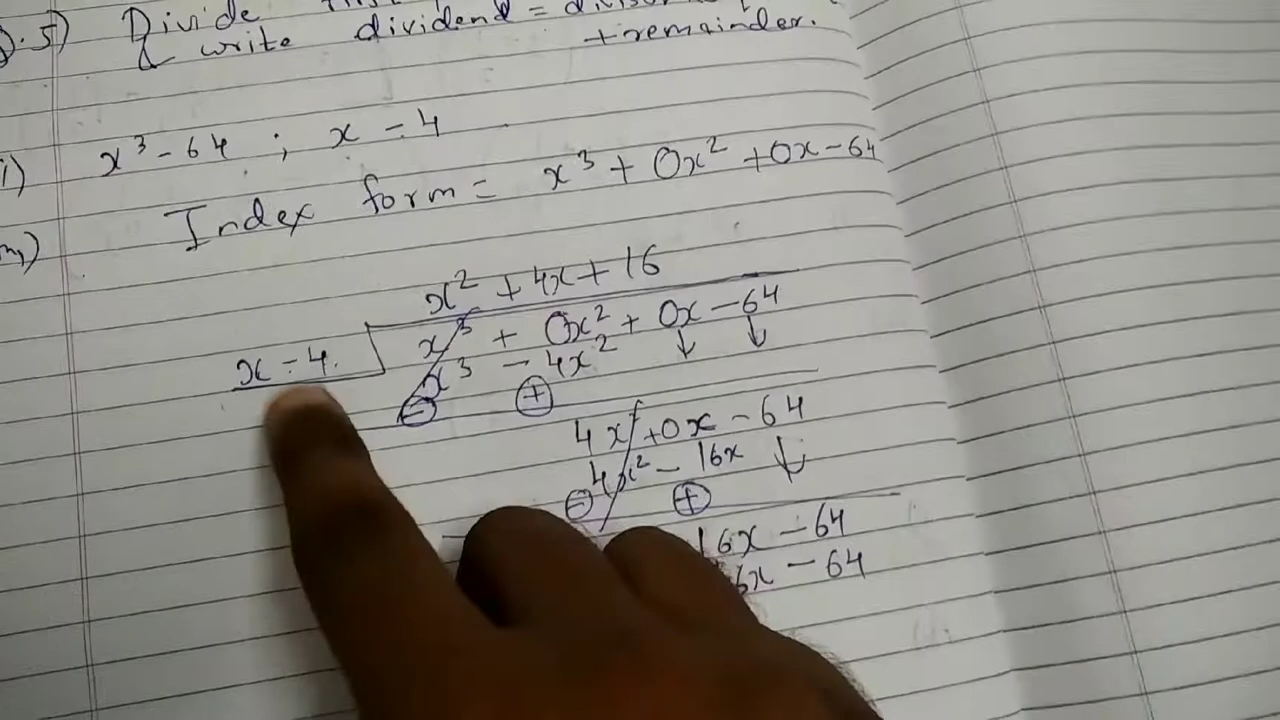 5) Divide
& write dividend = divisor
+remainder.
i) x³ - 64 ; x - 4
Index form = x³ + 0x² + 0x - 64
x² + 4x + 16
x - 4 x³ + 0x² + 0x - 64
x³ - 4x² ↓ ↓
⊖ ⊕
4x² + 0x - 64
4x² - 16x ↓
⊖ ⊕
16x - 64
6x - 64